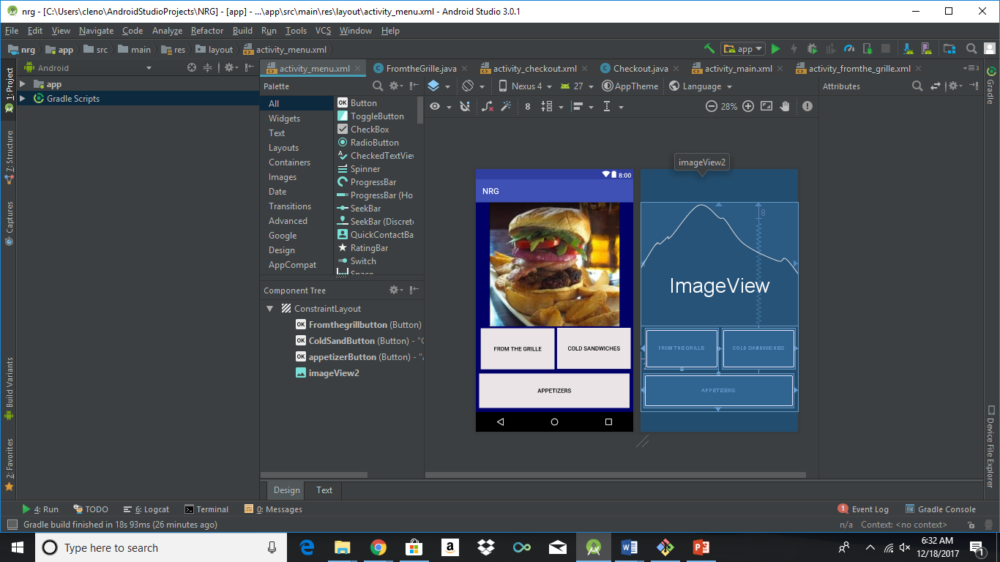 nrg - [C:\Users\cleno\AndroidStudioProjects\NRG] - [app] - ...\app\src\main\res\layout\activity_menu.xml - Android Studio 3.0.1
File Edit View Navigate Code Analyze Refactor Build Run Tools VCS Window Help
nrg app src main res layout activity_menu.xml app
1: Project
7: Structure
Captures
Build Variants
2: Favorites
Android
app
Gradle Scripts
activity_menu.xml FromtheGrille.java activity_checkout.xml Checkout.java activity_main.xml activity_fromthe_grille.xml
Palette
All
Widgets
Text
Layouts
Containers
Images
Date
Transitions
Advanced
Google
Design
AppCompat
OK Button
ToggleButton
CheckBox
RadioButton
CheckedTextVie
Spinner
ProgressBar
ProgressBar (Ho
SeekBar
SeekBar (Discrete
QuickContactBa
RatingBar
Switch
Space
Component Tree
ConstraintLayout
OK Fromthegrillbutton (Button)
OK ColdSandButton (Button) - "C
OK appetizerButton (Button) - "A
imageView2
Nexus 4 27 AppTheme Language
8 28%
imageView2
8:00
NRG
FROM THE GRILLE
COLD SANDWICHES
APPETIZERS
8
ImageView
FROM THE GRILLE
COLD SANDWICHES
APPETIZERS
Attributes
Gradle
Device File Explorer
Design Text
4: Run TODO 6: Logcat Terminal 0: Messages 1 Event Log Gradle Console
Gradle build finished in 18s 93ms (26 minutes ago) n/a Context: <no context>
Type here to search
6:32 AM
12/18/2017
1